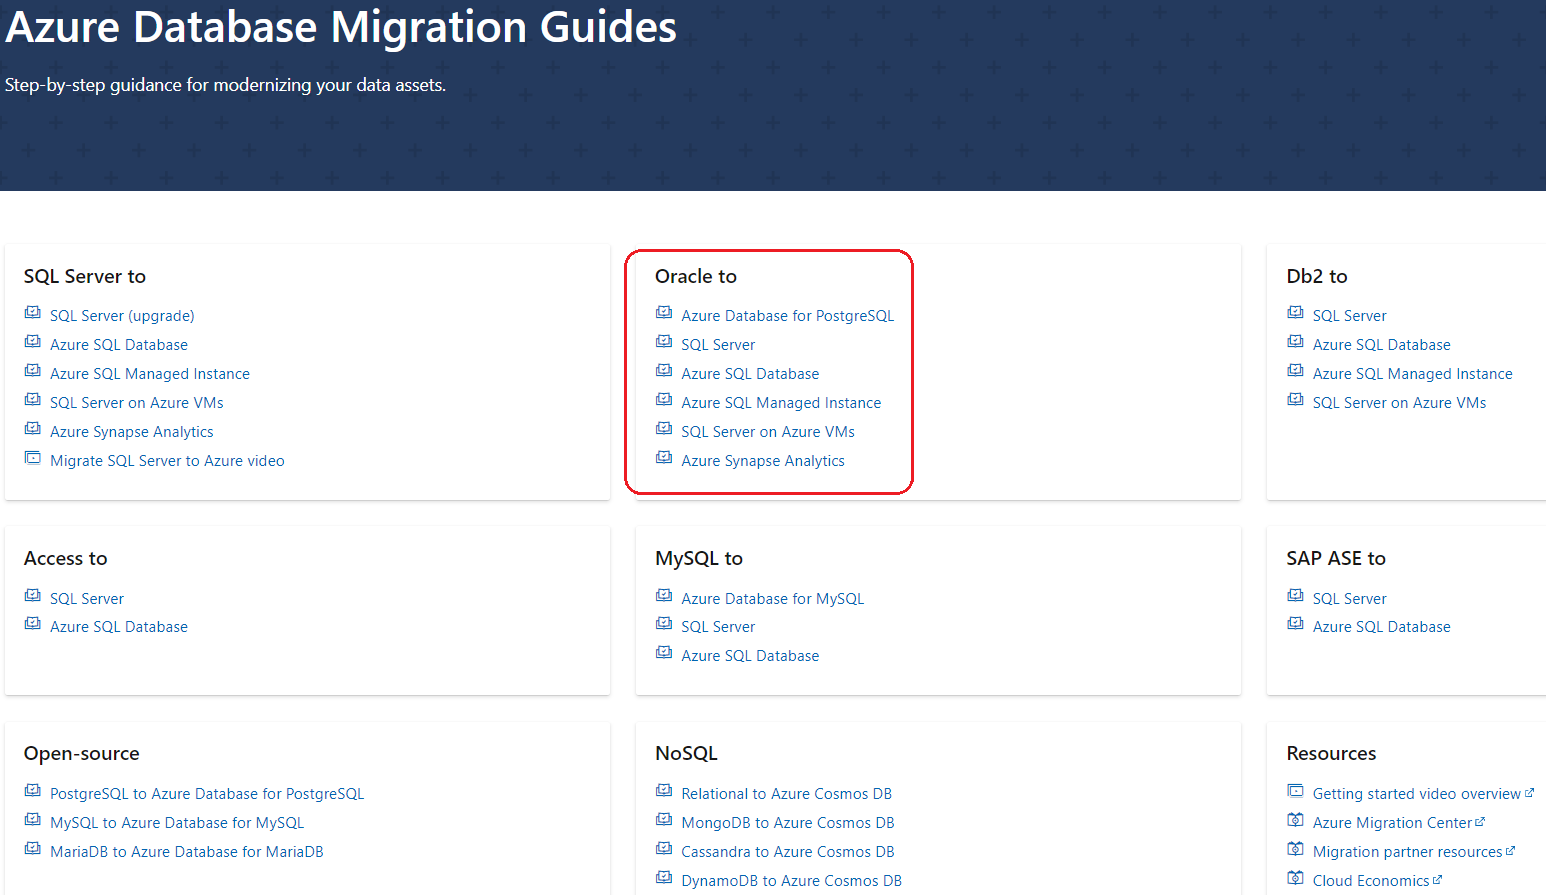 Azure Database Migration Guides
Step-by-step guidance for modernizing your data assets.
SQL Server to
SQL Server (upgrade)
Azure SQL Database
Azure SQL Managed Instance
SQL Server on Azure VMs
Azure Synapse Analytics
Migrate SQL Server to Azure video
Oracle to
Azure Database for PostgreSQL
SQL Server
Azure SQL Database
Azure SQL Managed Instance
SQL Server on Azure VMs
Azure Synapse Analytics
Db2 to
SQL Server
Azure SQL Database
Azure SQL Managed Instance
SQL Server on Azure VMs
Access to
SQL Server
Azure SQL Database
MySQL to
Azure Database for MySQL
SQL Server
Azure SQL Database
SAP ASE to
SQL Server
Azure SQL Database
Open-source
PostgreSQL to Azure Database for PostgreSQL
MySQL to Azure Database for MySQL
MariaDB to Azure Database for MariaDB
NoSQL
Relational to Azure Cosmos DB
MongoDB to Azure Cosmos DB
Cassandra to Azure Cosmos DB
DynamoDB to Azure Cosmos DB
Resources
Getting started video overview
Azure Migration Center
Migration partner resources
Cloud Economics